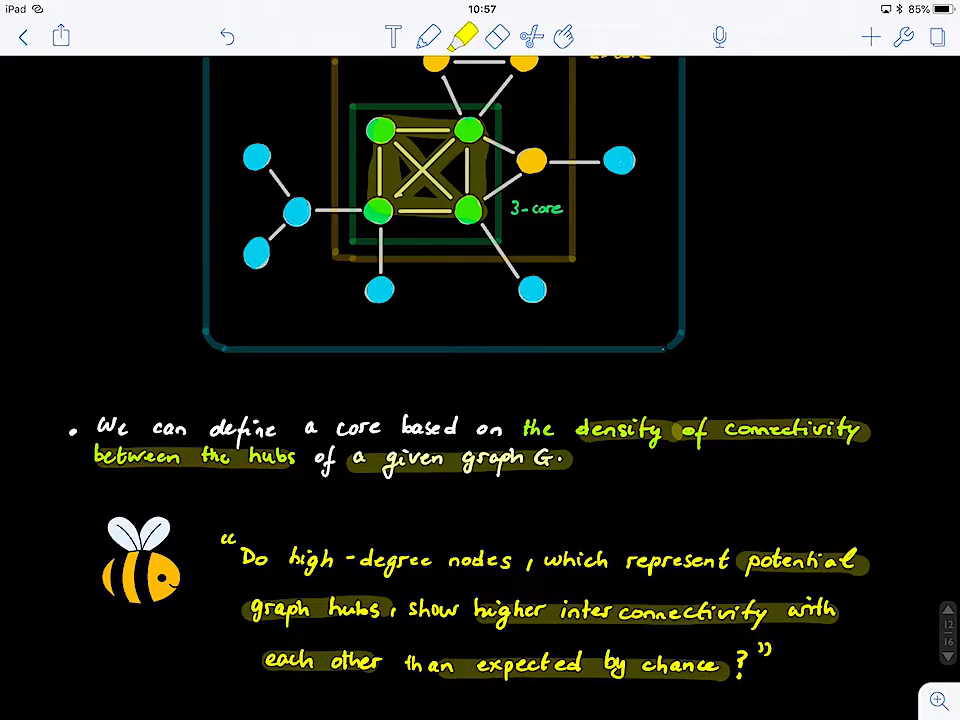 iPad
10:57
85%
T
3-core
• We can define a core based on the density of connectivity
between the hubs of a given graph G.
"Do high-degree nodes, which represent potential
graph hubs, show higher interconnectivity with
each other than expected by chance?"
12
16